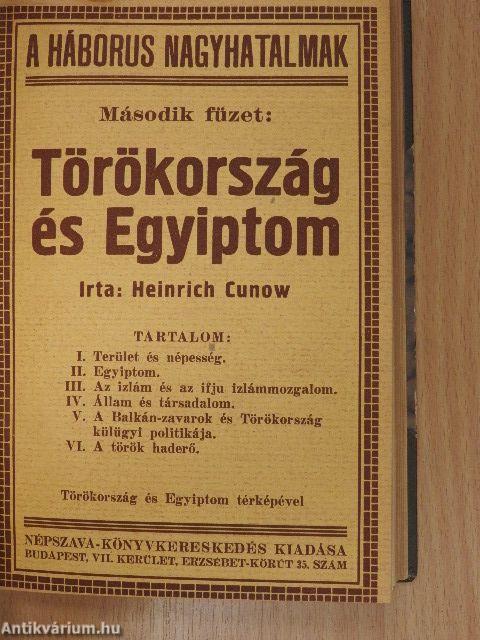 A HÁBORUS NAGYHATALMAK
Második füzet:
Törökország
és Egyiptom
Irta: Heinrich Cunow
TARTALOM:
I. Terület és népesség.
II. Egyiptom.
III. Az izlám és az ifju izlámmozgalom.
IV. Állam és társadalom.
V. A Balkán-zavarok és Törökország
külügyi politikája.
VI. A török haderő.
Törökország és Egyiptom térképével
NÉPSZAVA-KÖNYVKERESKEDÉS KIADÁSA
BUDAPEST, VII. KERÜLET, ERZSÉBET-KÖRÚT 35. SZÁM
Antikvárium.hu